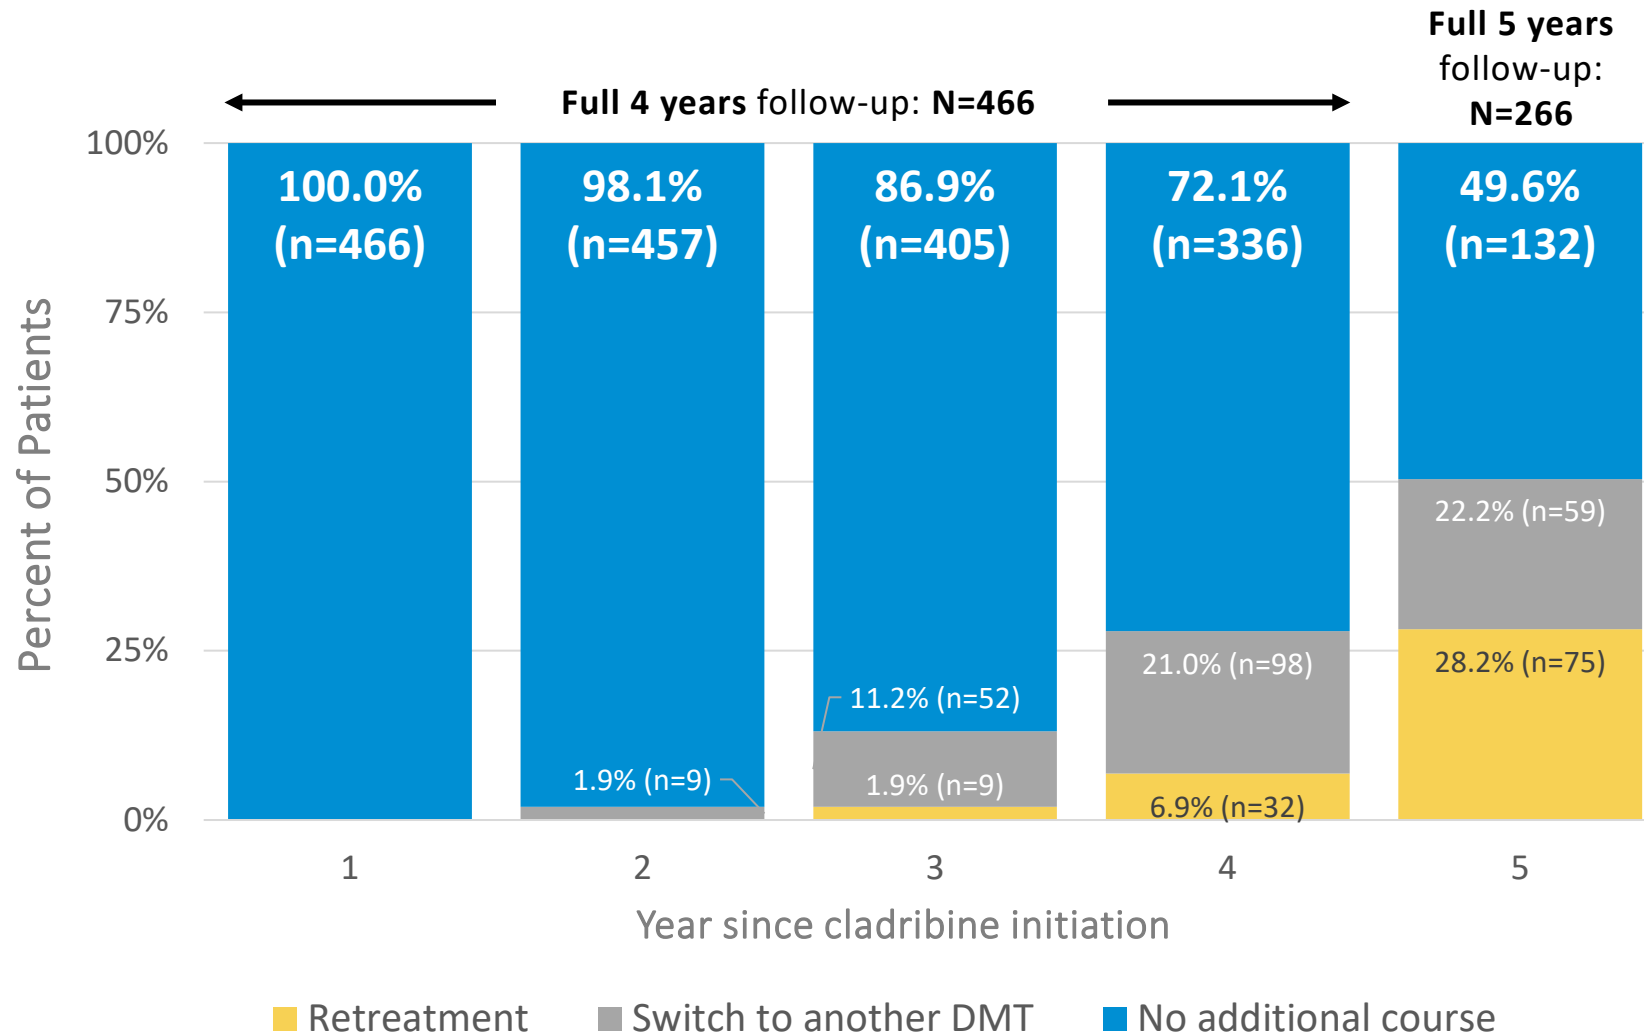 Full 5 years
follow-up:
N=266
Full 4 years follow-up: N=466
100%
75%
50%
25%
0%
Percent of Patients
100.0%
(n=466)
98.1%
(n=457)
86.9%
(n=405)
72.1%
(n=336)
49.6%
(n=132)
1.9% (n=9)
11.2% (n=52)
1.9% (n=9)
21.0% (n=98)
6.9% (n=32)
22.2% (n=59)
28.2% (n=75)
1 2 3 4 5
Year since cladribine initiation
Retreatment Switch to another DMT No additional course